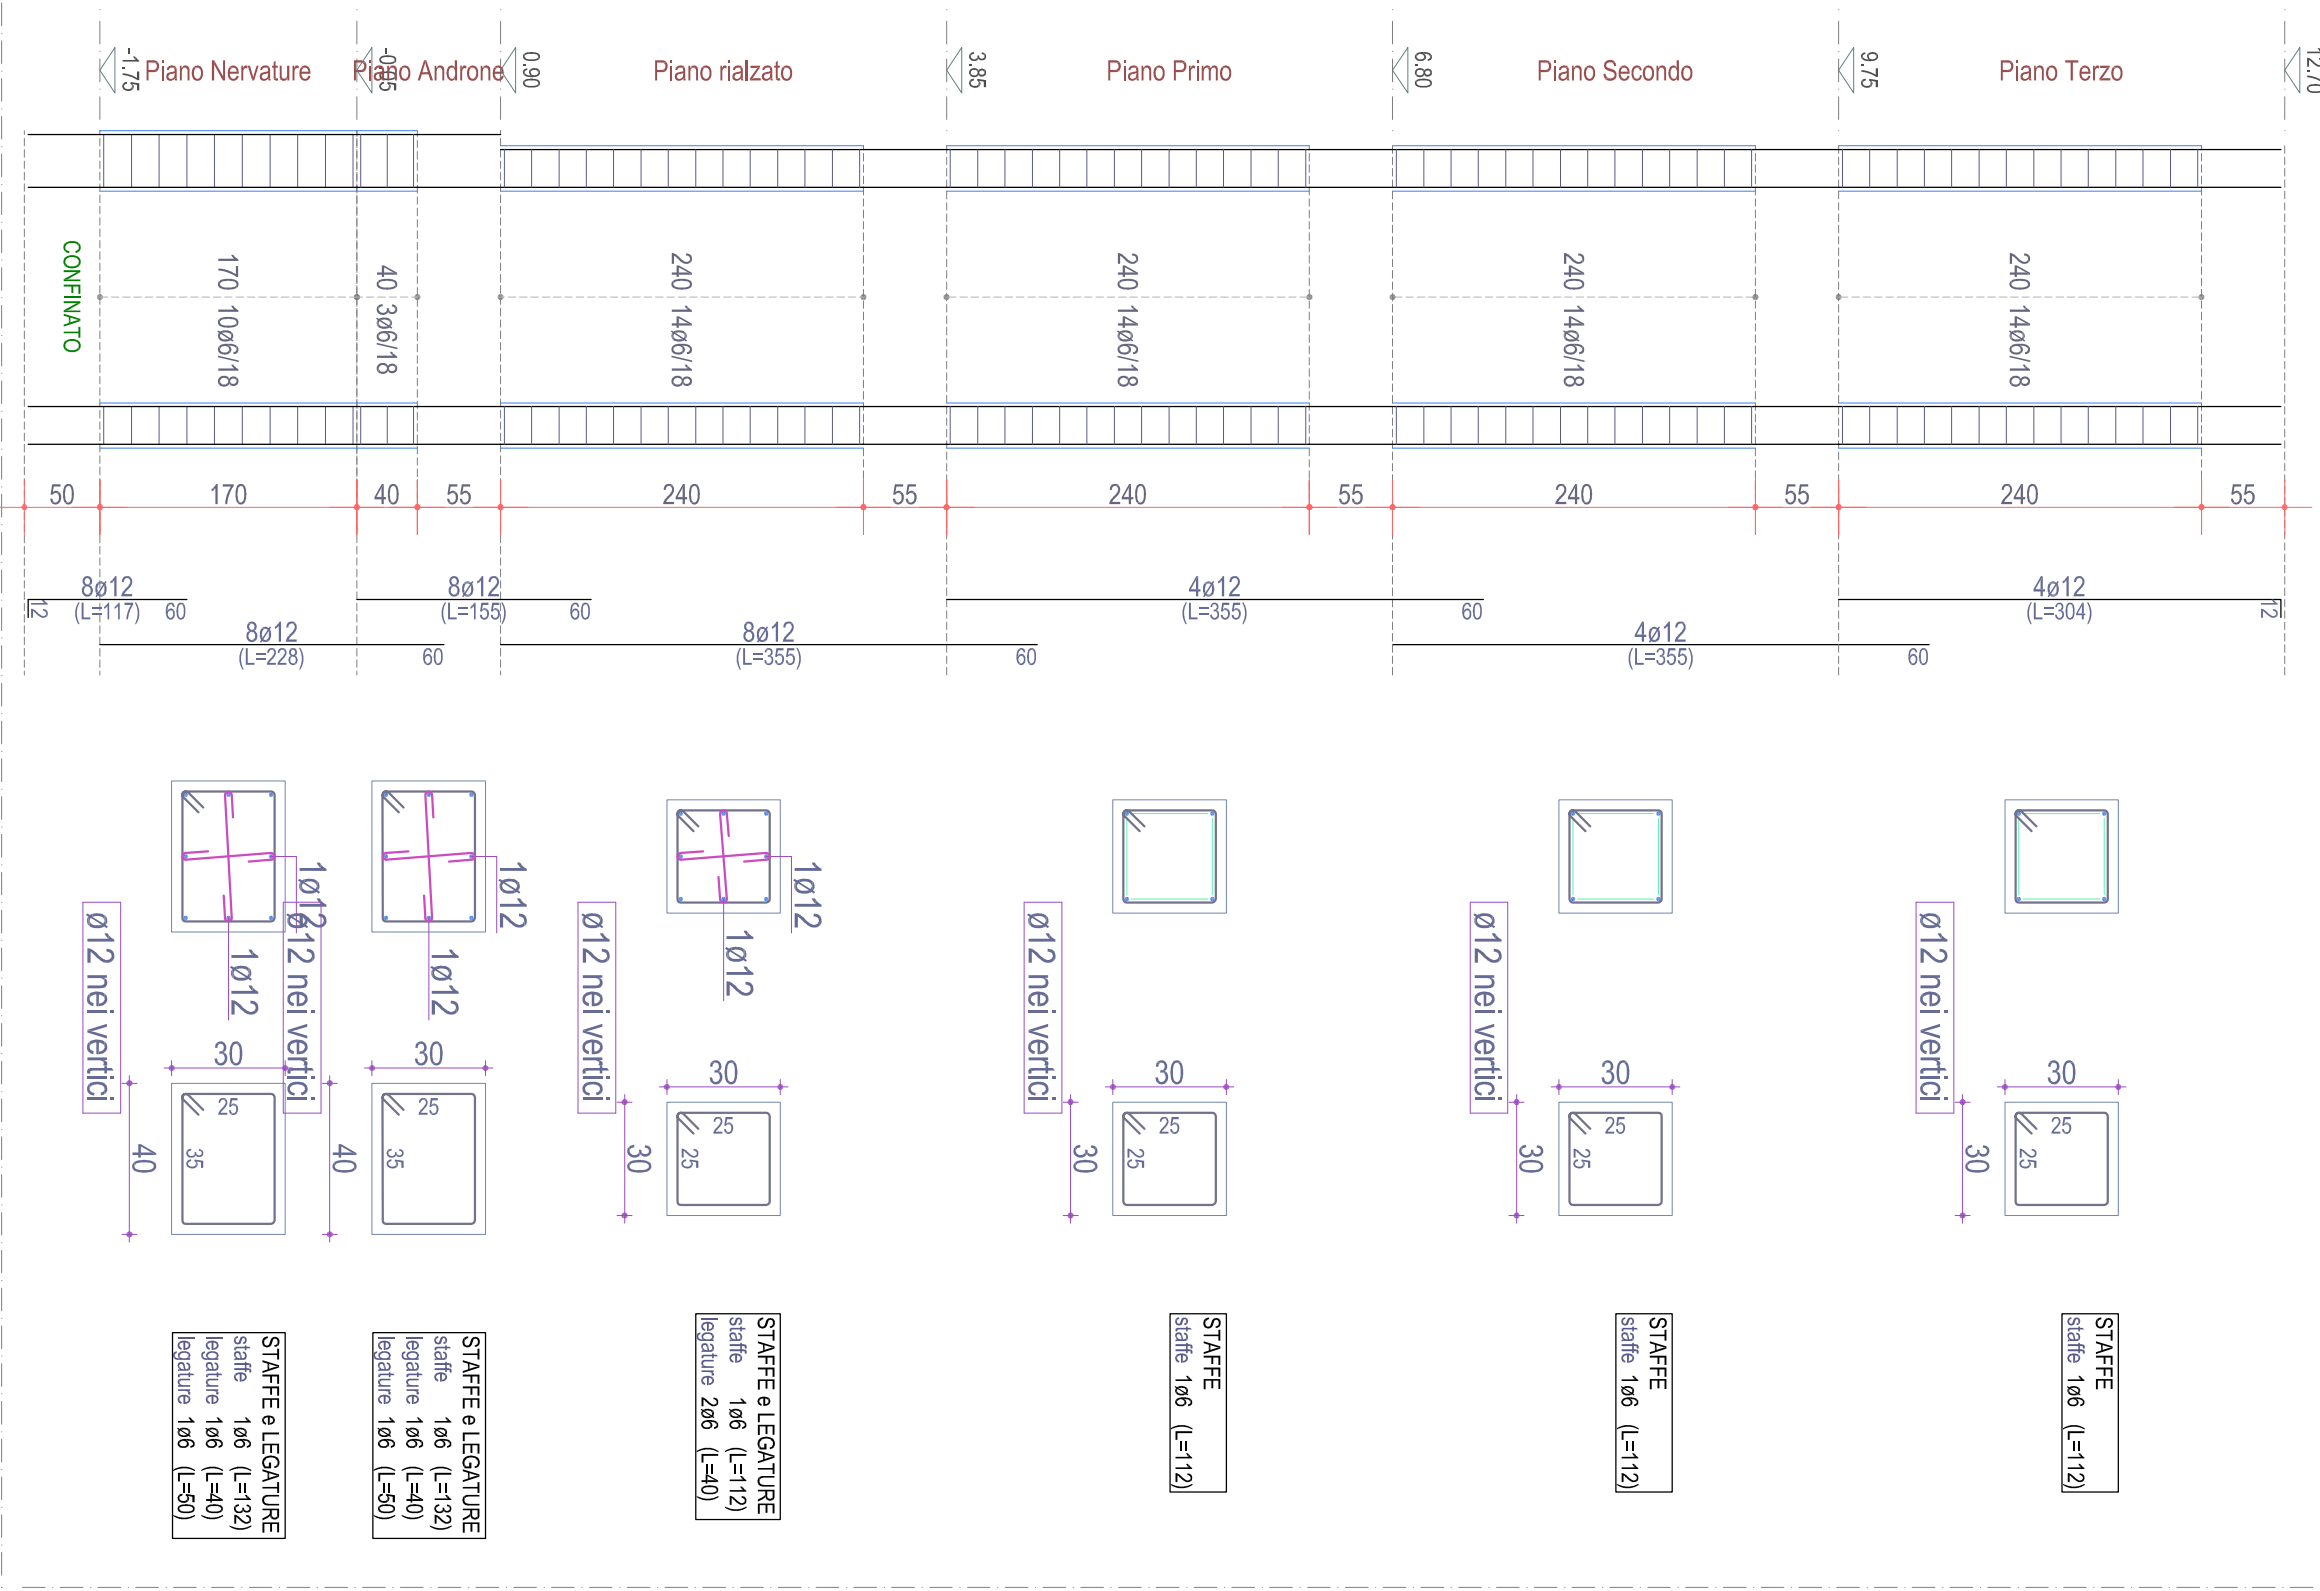 -1.75
Piano Nervature
-0.05
Piano Androne
0.90
Piano rialzato
3.85
Piano Primo
6.80
Piano Secondo
9.75
Piano Terzo
12.70
CONFINATO
170 10ø6/18
40 3ø6/18
240 14ø6/18
240 14ø6/18
240 14ø6/18
240 14ø6/18
50 170 40 55 240 55 240 55 240 55 240 55
8ø12
12 (L=117) 60
8ø12
(L=155) 60
4ø12
(L=355) 60
4ø12
(L=304) 12
8ø12
(L=228) 60
8ø12
(L=355) 60
4ø12
(L=355) 60
1ø12
1ø12
ø12 nei vertici
30
40
25
35
1ø12
1ø12
ø12 nei vertici
30
40
25
35
1ø12
1ø12
ø12 nei vertici
30
30
25
25
ø12 nei vertici
30
30
25
25
ø12 nei vertici
30
30
25
25
ø12 nei vertici
30
30
25
25
STAFFE e LEGATURE
staffe 1ø6 (L=132)
legature 1ø6 (L=40)
legature 1ø6 (L=50)
STAFFE e LEGATURE
staffe 1ø6 (L=132)
legature 1ø6 (L=40)
legature 1ø6 (L=50)
STAFFE e LEGATURE
staffe 1ø6 (L=112)
legature 2ø6 (L=40)
STAFFE
staffe 1ø6 (L=112)
STAFFE
staffe 1ø6 (L=112)
STAFFE
staffe 1ø6 (L=112)